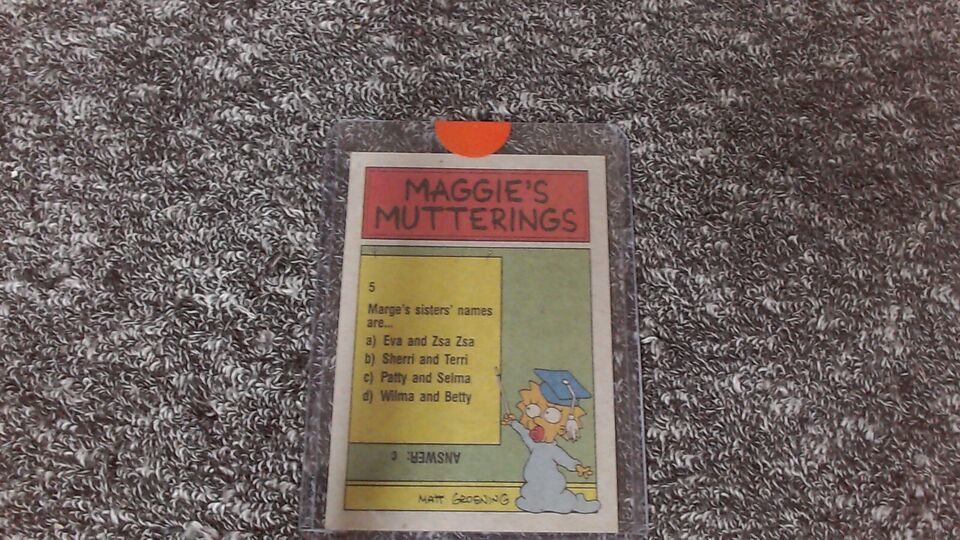 MAGGIE'S
MUTTERINGS
5
Marge's sisters' names
are...
a) Eva and Zsa Zsa
b) Sherri and Terri
c) Patty and Selma
d) Wilma and Betty
ANSWER: c
MATT GROENING